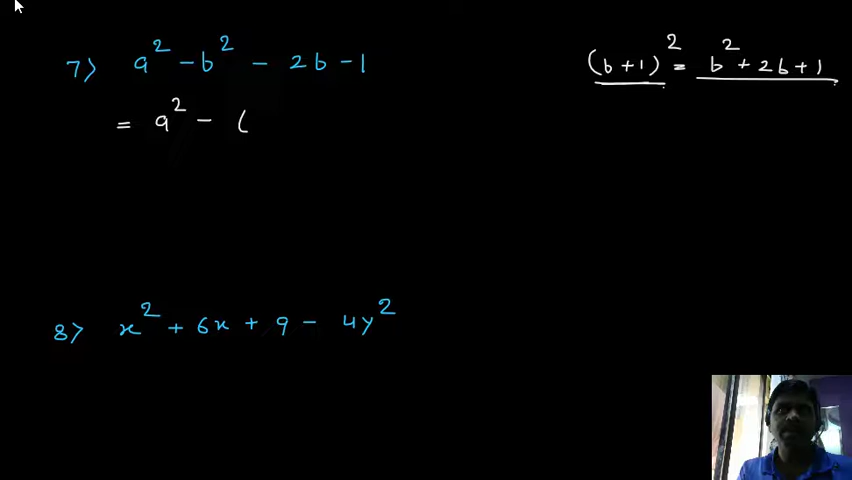 7) a² - b² - 2b - 1
(b + 1)² = b² + 2b + 1
= a² - (
8) x² + 6x + 9 - 4y²